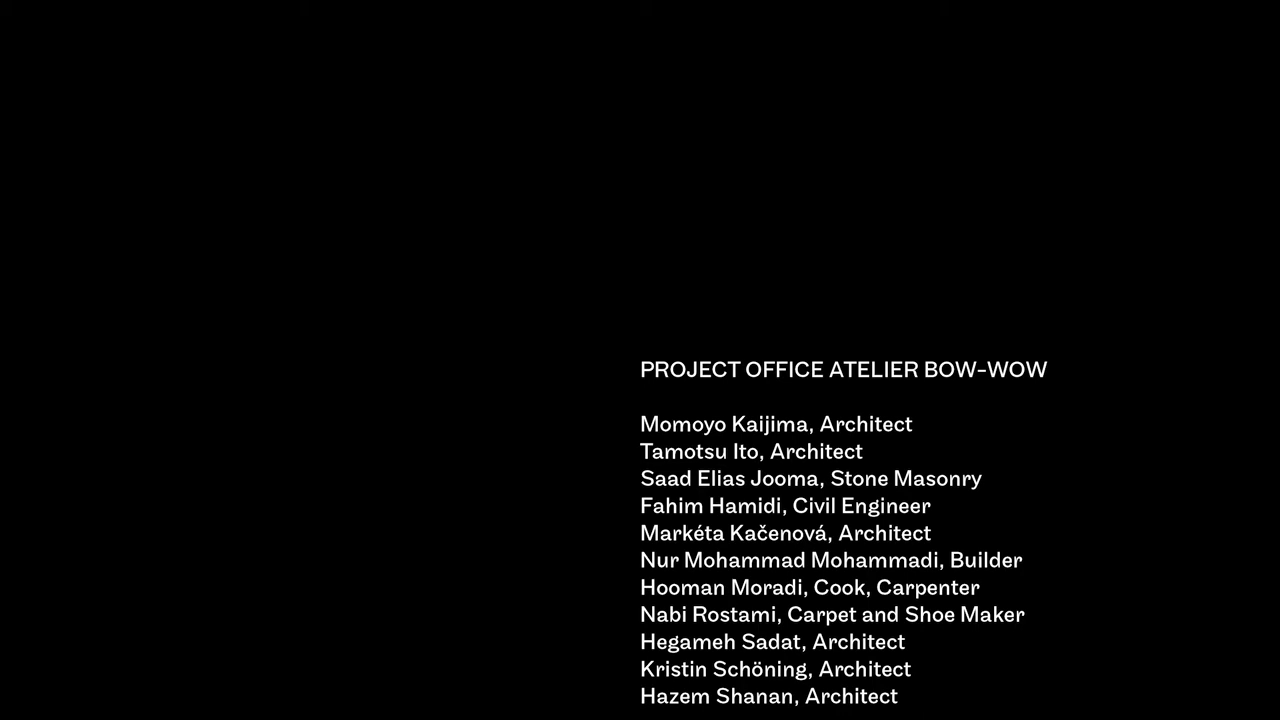 PROJECT OFFICE ATELIER BOW-WOW
Momoyo Kaijima, Architect
Tamotsu Ito, Architect
Saad Elias Jooma, Stone Masonry
Fahim Hamidi, Civil Engineer
Markéta Kačenová, Architect
Nur Mohammad Mohammadi, Builder
Hooman Moradi, Cook, Carpenter
Nabi Rostami, Carpet and Shoe Maker
Hegameh Sadat, Architect
Kristin Schöning, Architect
Hazem Shanan, Architect